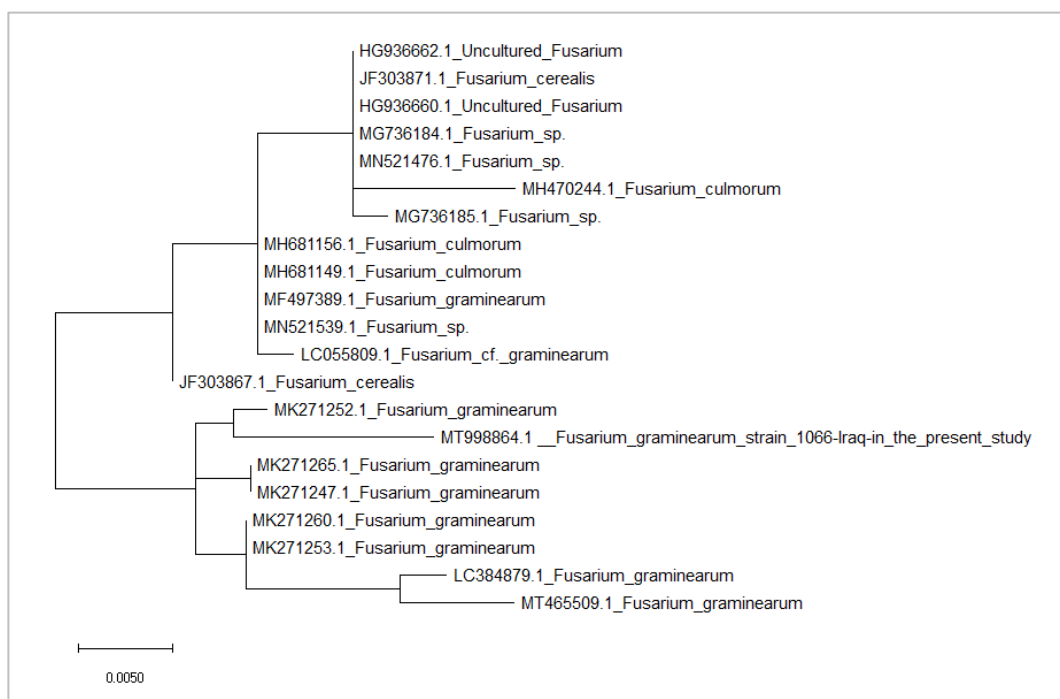 HG936662.1_Uncultured_Fusarium
JF303871.1_Fusarium_cerealis
HG936660.1_Uncultured_Fusarium
MG736184.1_Fusarium_sp.
MN521476.1_Fusarium_sp.
MH470244.1_Fusarium_culmorum
MG736185.1_Fusarium_sp.
MH681156.1_Fusarium_culmorum
MH681149.1_Fusarium_culmorum
MF497389.1_Fusarium_graminearum
MN521539.1_Fusarium_sp.
LC055809.1_Fusarium_cf._graminearum
JF303867.1_Fusarium_cerealis
MK271252.1_Fusarium_graminearum
MT998864.1 __Fusarium_graminearum_strain_1066-Iraq-in_the_present_study
MK271265.1_Fusarium_graminearum
MK271247.1_Fusarium_graminearum
MK271260.1_Fusarium_graminearum
MK271253.1_Fusarium_graminearum
LC384879.1_Fusarium_graminearum
MT465509.1_Fusarium_graminearum
0.0050